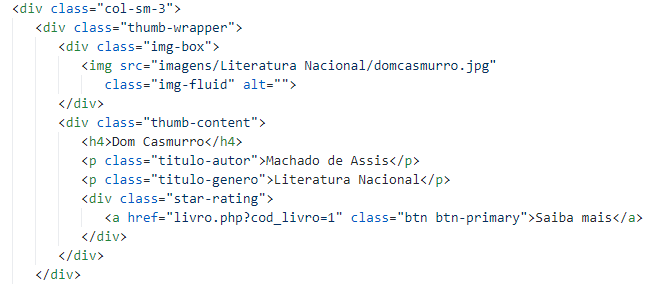 <div class="col-sm-3">
<div class="thumb-wrapper">
<div class="img-box">
<img src="imagens/Literatura Nacional/domcasmurro.jpg"
class="img-fluid" alt="">
</div>
<div class="thumb-content">
<h4>Dom Casmurro</h4>
<p class="titulo-autor">Machado de Assis</p>
<p class="titulo-genero">Literatura Nacional</p>
<div class="star-rating">
<a href="livro.php?cod_livro=1" class="btn btn-primary">Saiba mais</a>
</div>
</div>
</div>